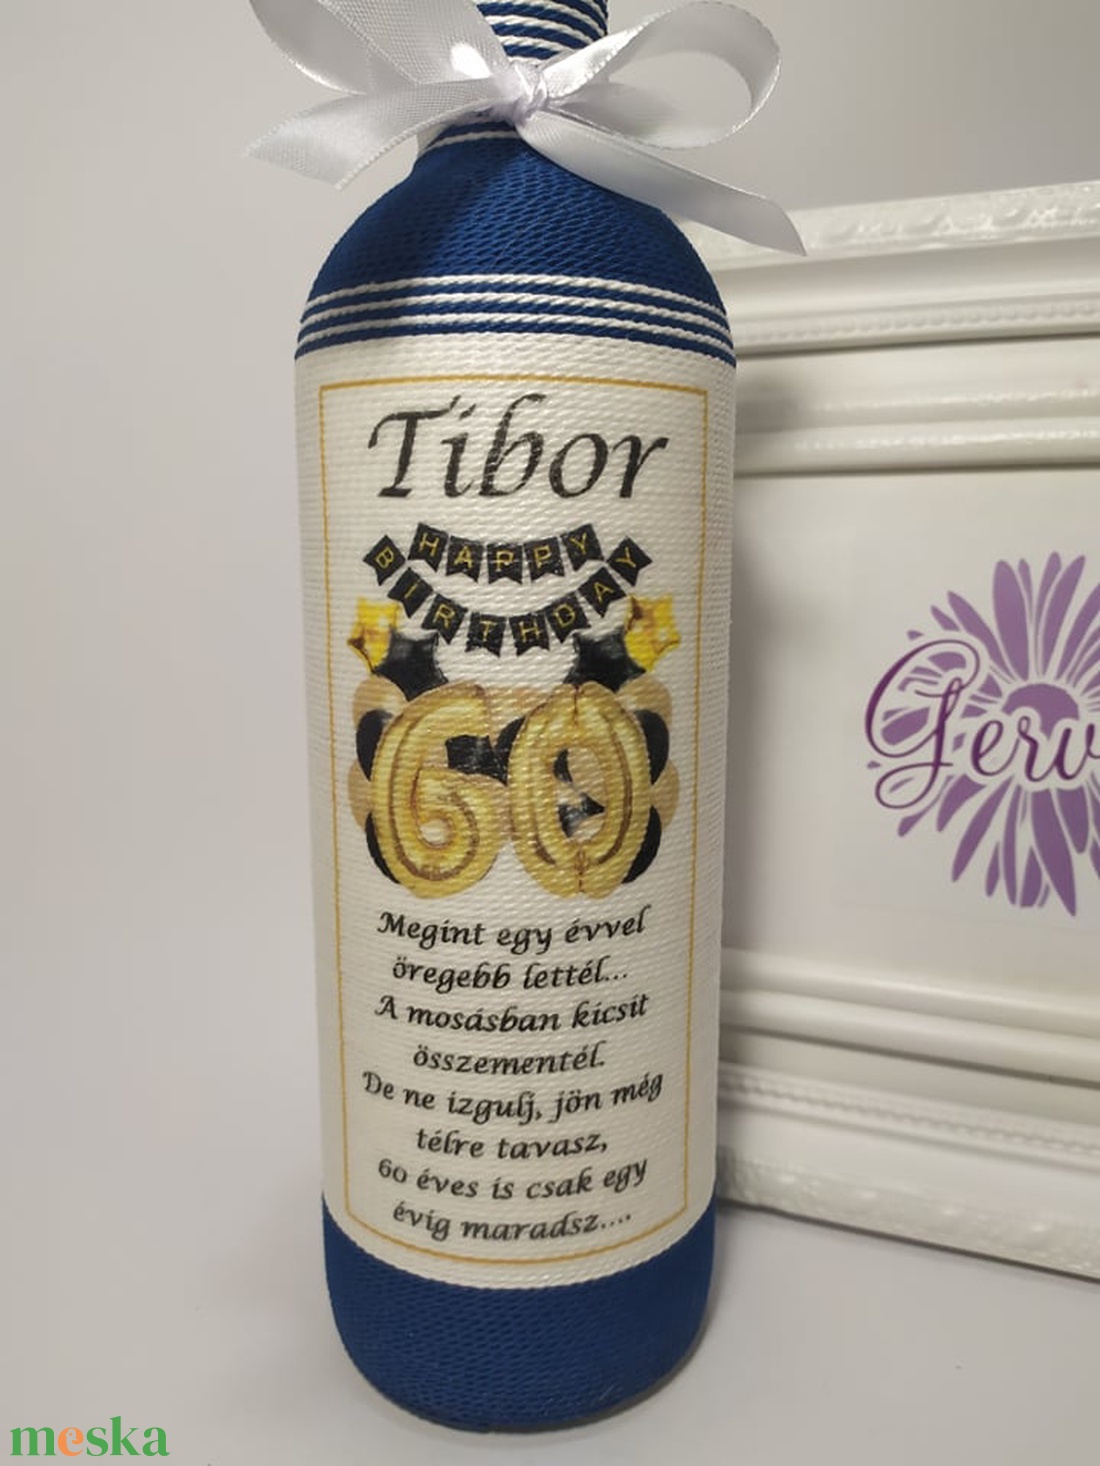 Tibor
HAPPY
BIRTHDAY
60
Megint egy évvel
öregebb lettél...
A mosásban kicsit
összementél.
De ne izgulj, jön még
télre tavasz,
60 éves is csak egy
évig maradsz....
Gerv
meska